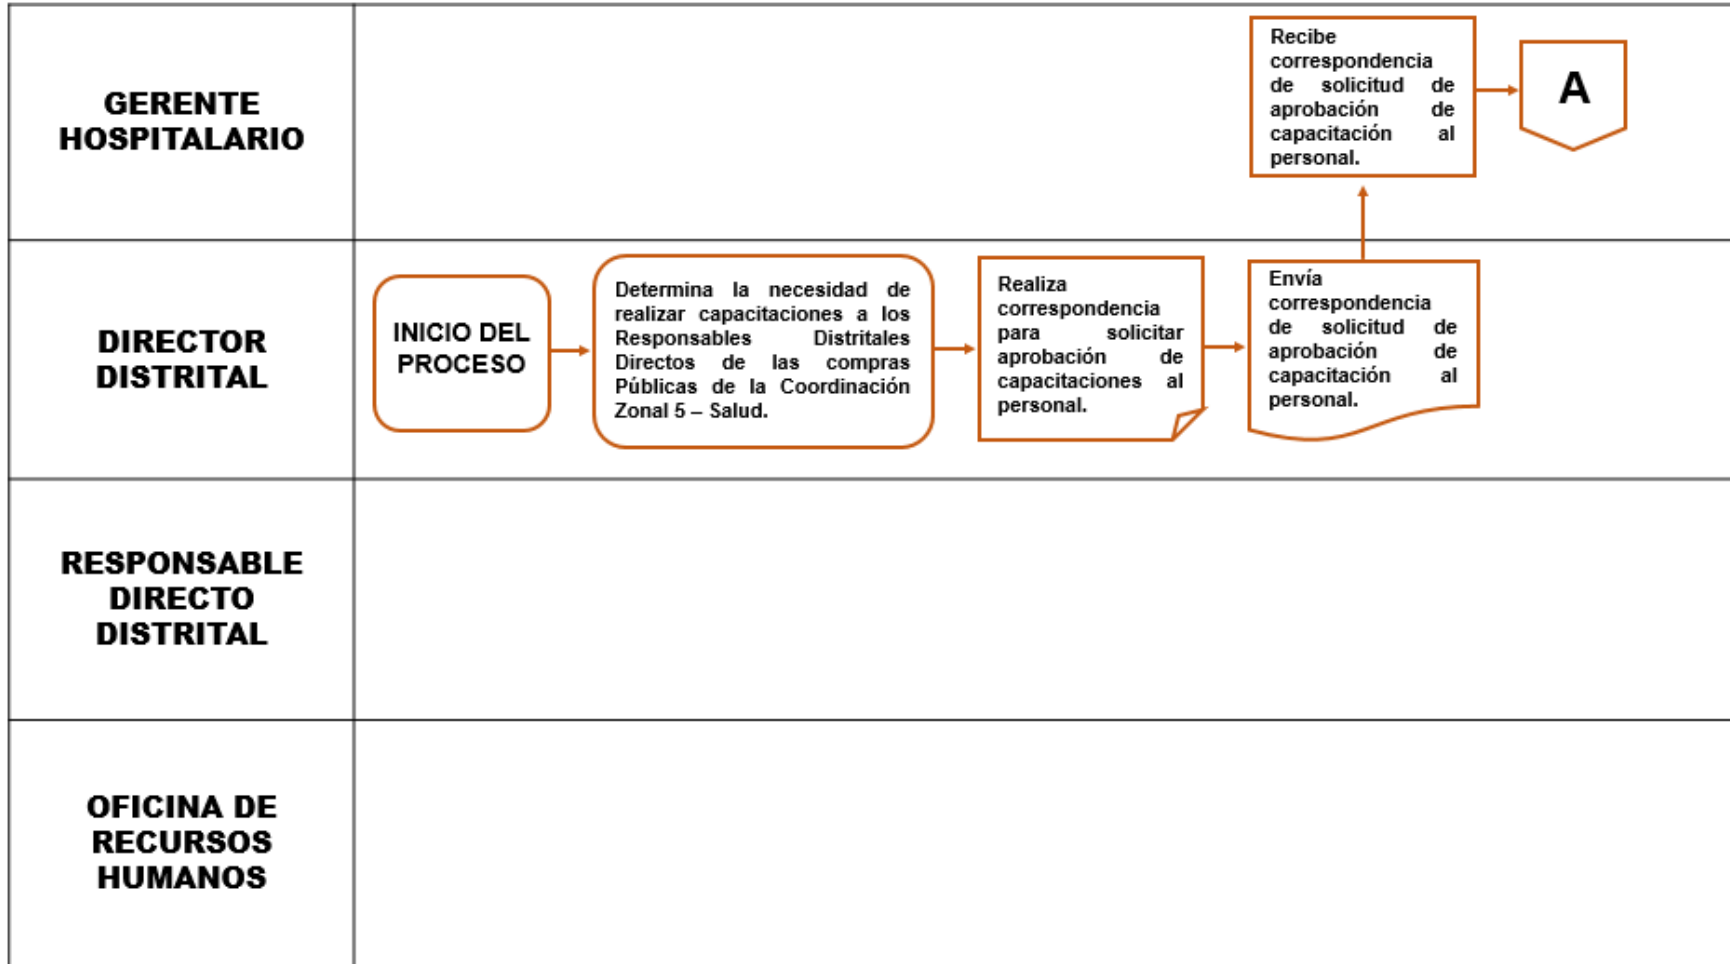 GERENTE
HOSPITALARIO
Recibe
correspondencia
de solicitud de
aprobación de
capacitación al
personal.
A
DIRECTOR
DISTRITAL
INICIO DEL
PROCESO
Determina la necesidad de
realizar capacitaciones a los
Responsables Distritales
Directos de las compras
Públicas de la Coordinación
Zonal 5 – Salud.
Realiza
correspondencia
para solicitar
aprobación de
capacitaciones al
personal.
Envía
correspondencia
de solicitud de
aprobación de
capacitación al
personal.
RESPONSABLE
DIRECTO
DISTRITAL
OFICINA DE
RECURSOS
HUMANOS